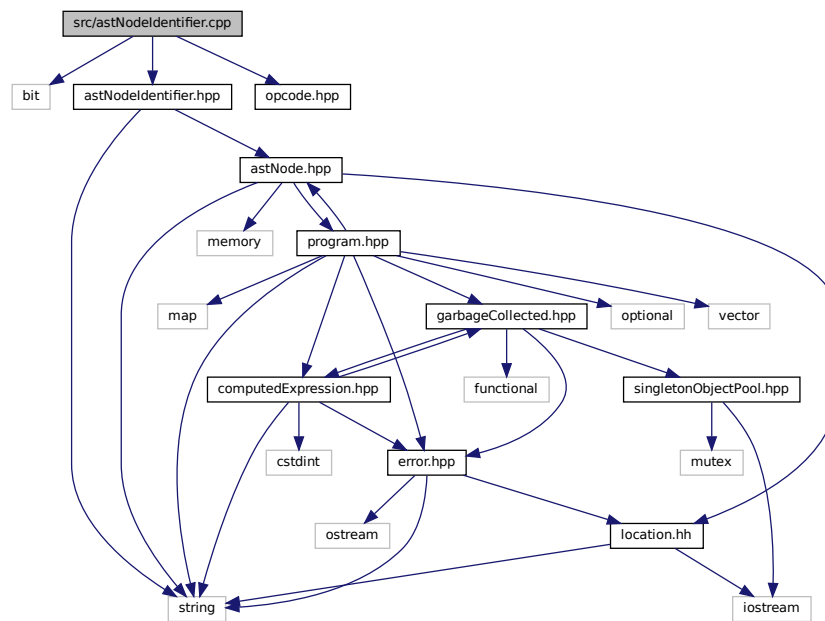 src/astNodeIdentifier.cpp
bit
astNodeIdentifier.hpp
opcode.hpp
astNode.hpp
memory
program.hpp
map
garbageCollected.hpp
optional
vector
computedExpression.hpp
functional
singletonObjectPool.hpp
cstdint
error.hpp
mutex
ostream
location.hh
string
iostream